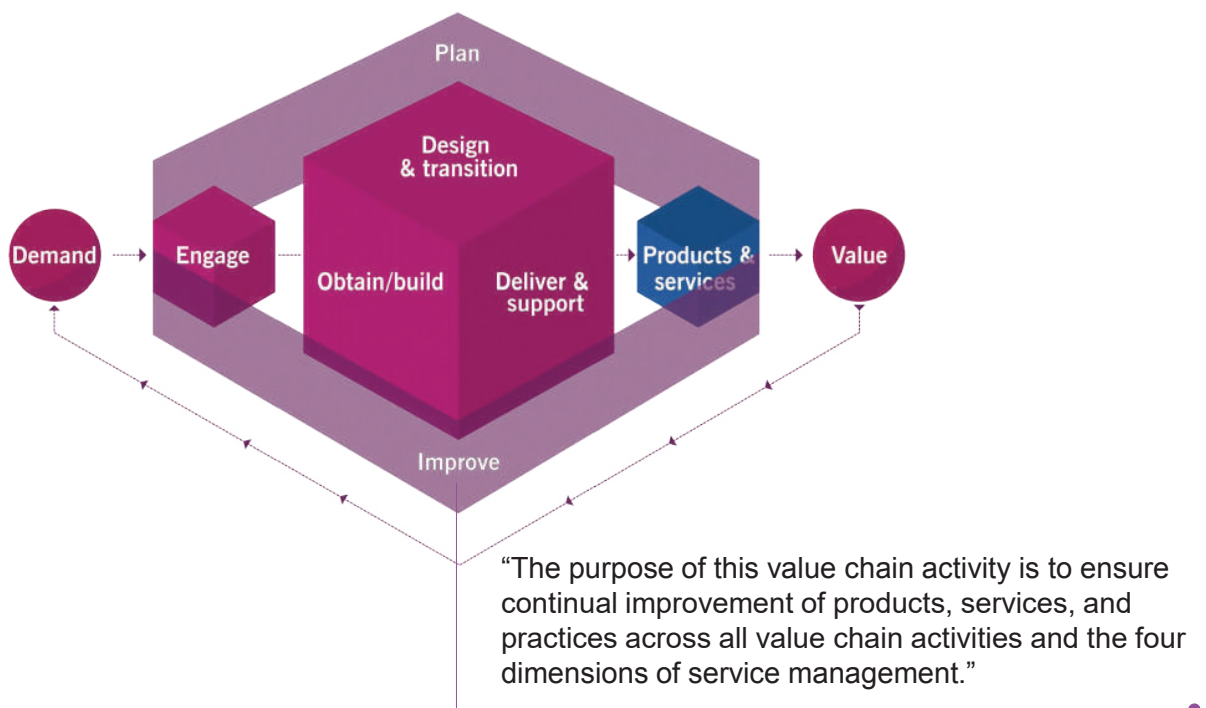 Plan
Design
& transition
Demand
Engage
Obtain/build
Deliver &
support
Products &
services
Value
Improve
“The purpose of this value chain activity is to ensure
continual improvement of products, services, and
practices across all value chain activities and the four
dimensions of service management.”